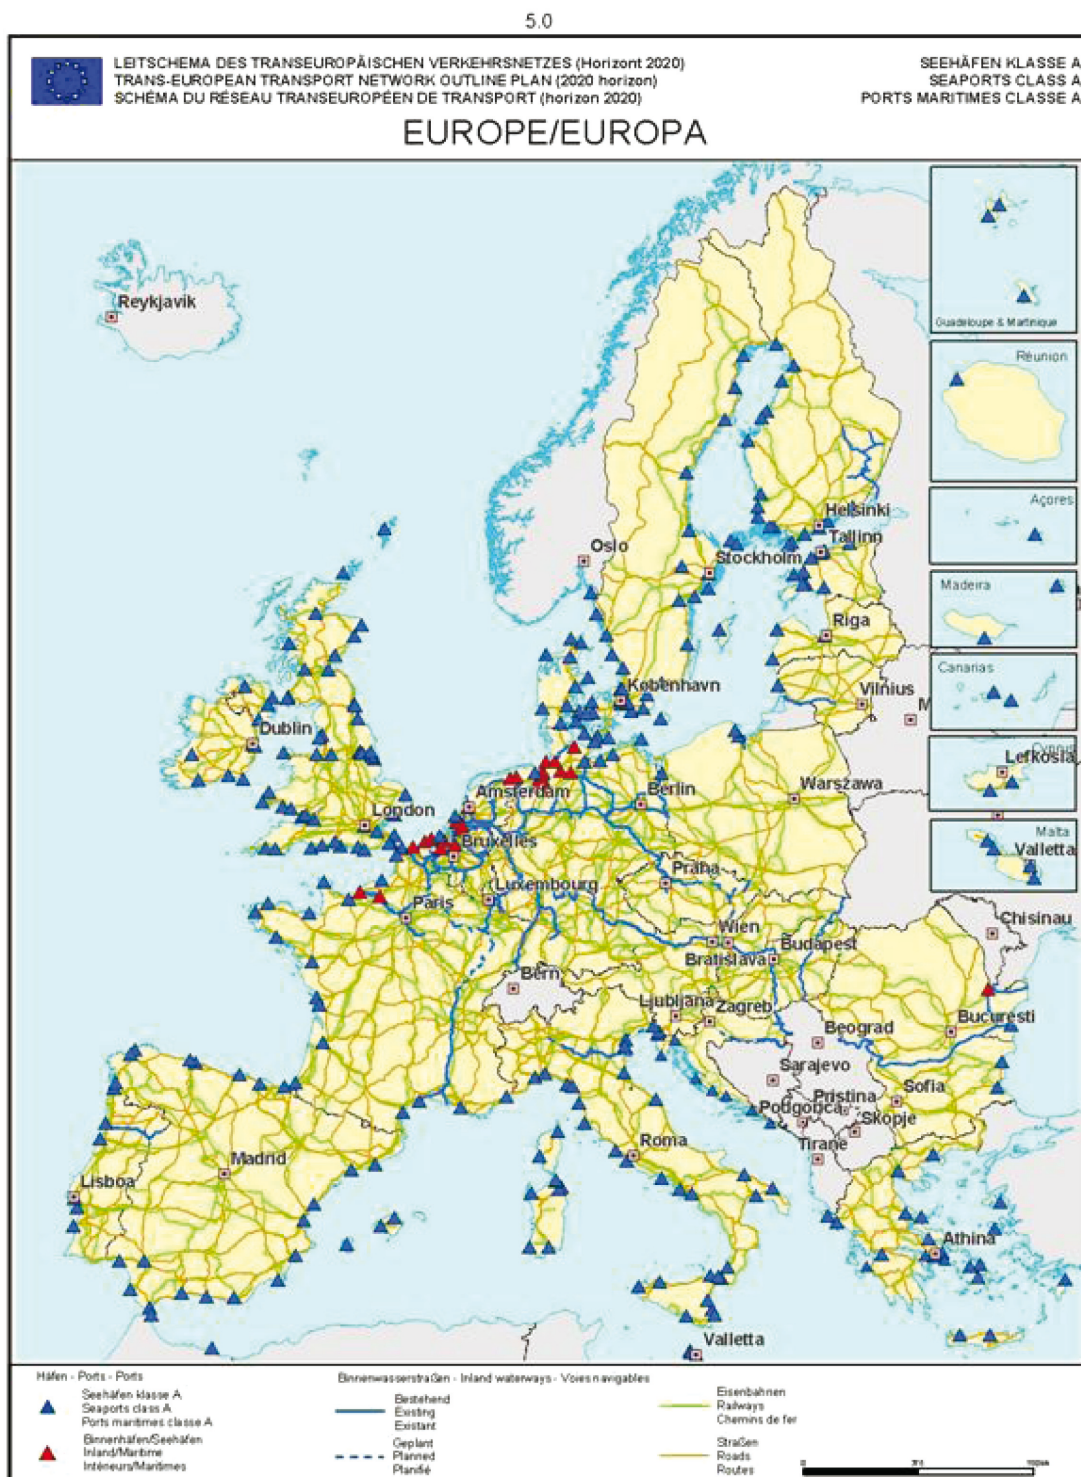 5.0
LEITSCHEMA DES TRANSEUROPÄISCHEN VERKEHRSNETZES (Horizont 2020)
TRANS-EUROPEAN TRANSPORT NETWORK OUTLINE PLAN (2020 horizon)
SCHÉMA DU RÉSEAU TRANSEUROPÉEN DE TRANSPORT (horizon 2020)
SEEHÄFEN KLASSE A
SEAPORTS CLASS A
PORTS MARITIMES CLASSE A
EUROPE/EUROPA
Guadeloupe & Martinique
Reykjavik
Réunion
Açores
Helsinki
Tallinn
Oslo
Stockholm
Madeira
Riga
Canarias
København
Vilnius
M
Dublin
Cyprus
Lefkosia
Amsterdam
Berlin
Warszawa
London
Malta
Valletta
Bruxelles
Praha
Luxembourg
Paris
Chisinau
Wien
Budapest
Bratislava
Bern
Ljubljana
Zagreb
Bucuresti
Beograd
Sarajevo
Sofia
Pristina
Podgorica
Skopje
Roma
Tirane
Madrid
Lisboa
Athina
Valletta
Häfen - Ports - Ports
Seehäfen klasse A
Seaports class A
Ports maritimes classe A
Binnenhäfen/Seehäfen
Inland/Maritime
Intérieurs/Maritimes
Binnenwasserstraßen - Inland waterways - Voies navigables
Bestehend
Existing
Existant
Geplant
Planned
Planifié
Eisenbahnen
Railways
Chemins de fer
Straßen
Roads
Routes
0